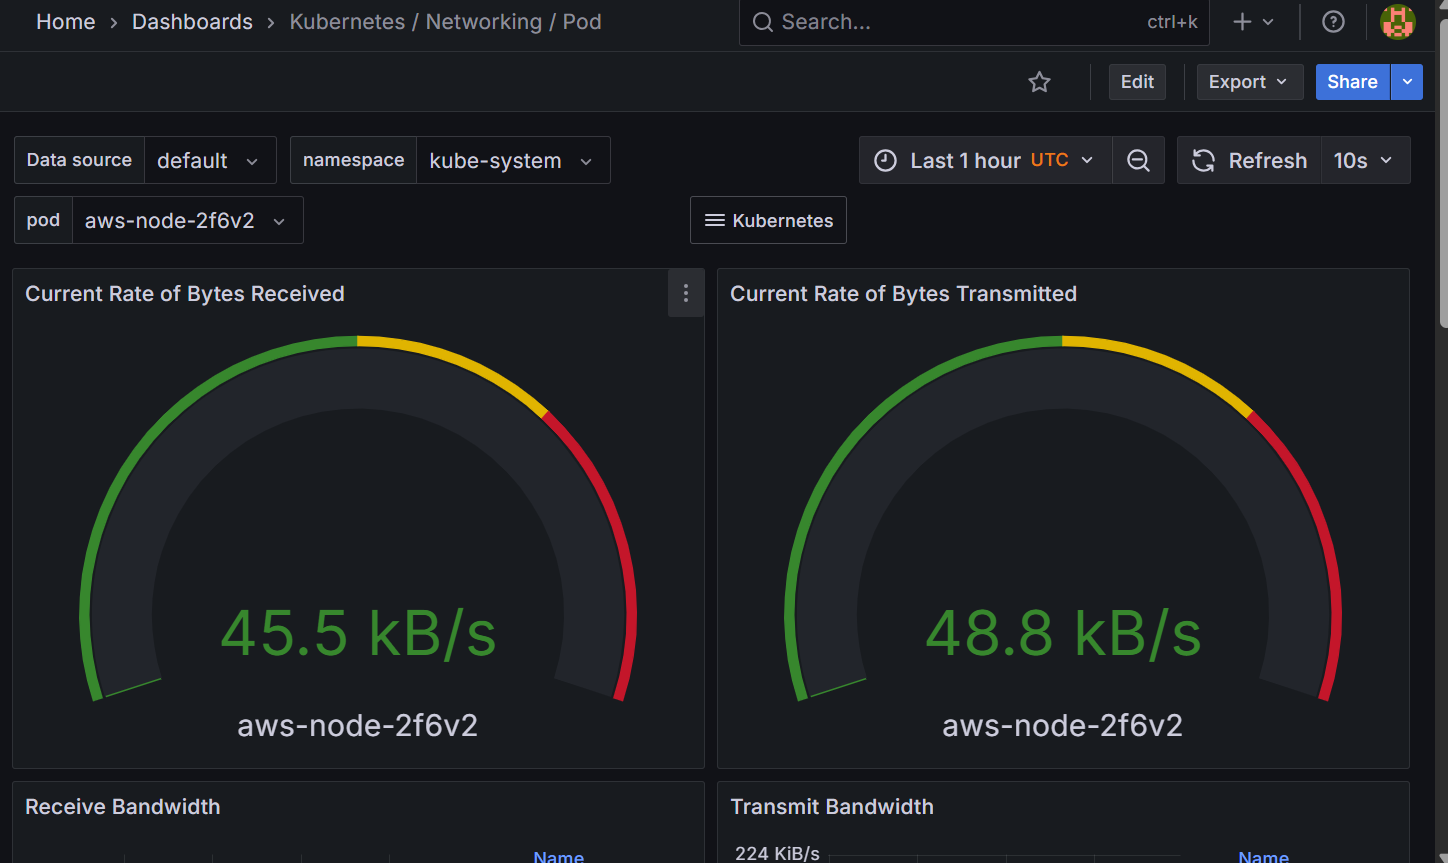 Home › Dashboards › Kubernetes / Networking / Pod
Search... ctrl+k
Edit Export Share
Data source default namespace kube-system
Last 1 hour UTC Refresh 10s
pod aws-node-2f6v2 Kubernetes
Current Rate of Bytes Received
45.5 kB/s
aws-node-2f6v2
Current Rate of Bytes Transmitted
48.8 kB/s
aws-node-2f6v2
Receive Bandwidth
Name
Transmit Bandwidth
224 KiB/s
Name